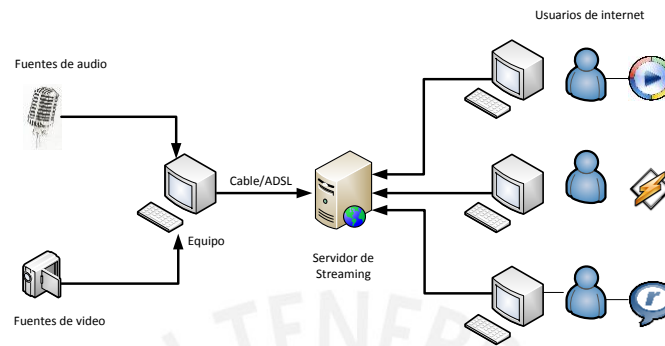 Usuarios de internet
Fuentes de audio
Cable/ADSL
Equipo
Servidor de
Streaming
Fuentes de video